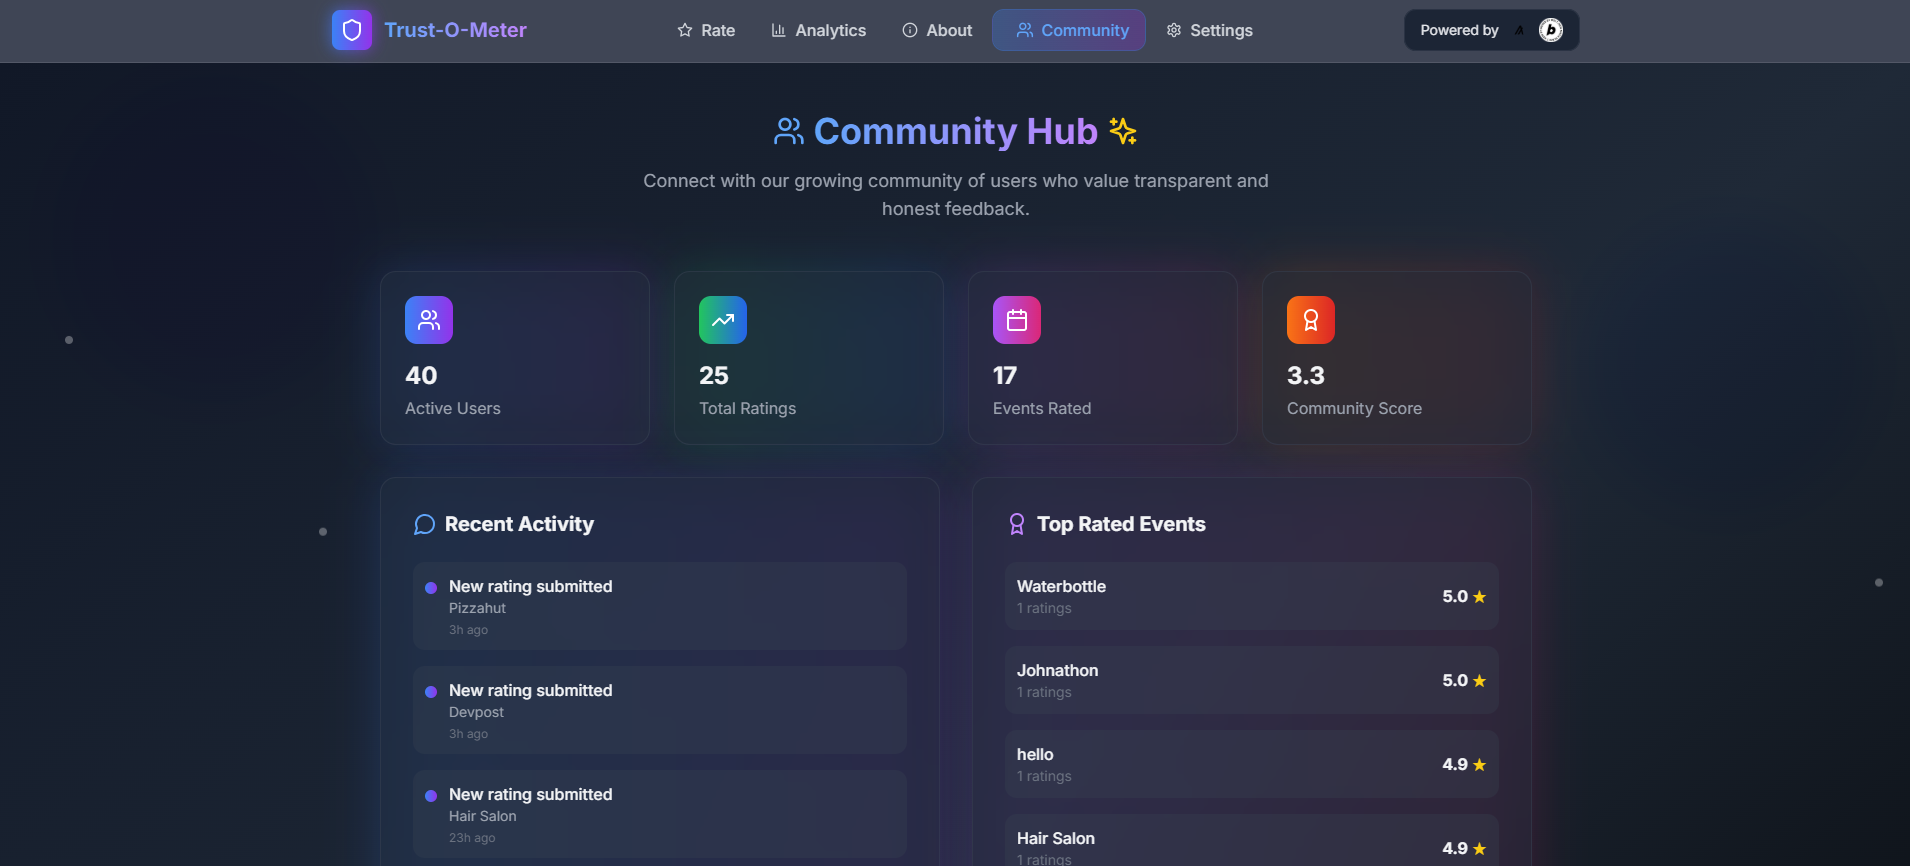 Trust-O-Meter
Rate
Analytics
About
Community
Settings
Powered by
b
Community Hub
Connect with our growing community of users who value transparent and
honest feedback.
40
Active Users
25
Total Ratings
17
Events Rated
3.3
Community Score
Recent Activity
New rating submitted
Pizzahut
3h ago
New rating submitted
Devpost
3h ago
New rating submitted
Hair Salon
23h ago
Top Rated Events
Waterbottle
1 ratings
5.0
Johnathon
1 ratings
5.0
hello
1 ratings
4.9
Hair Salon
1 ratings
4.9